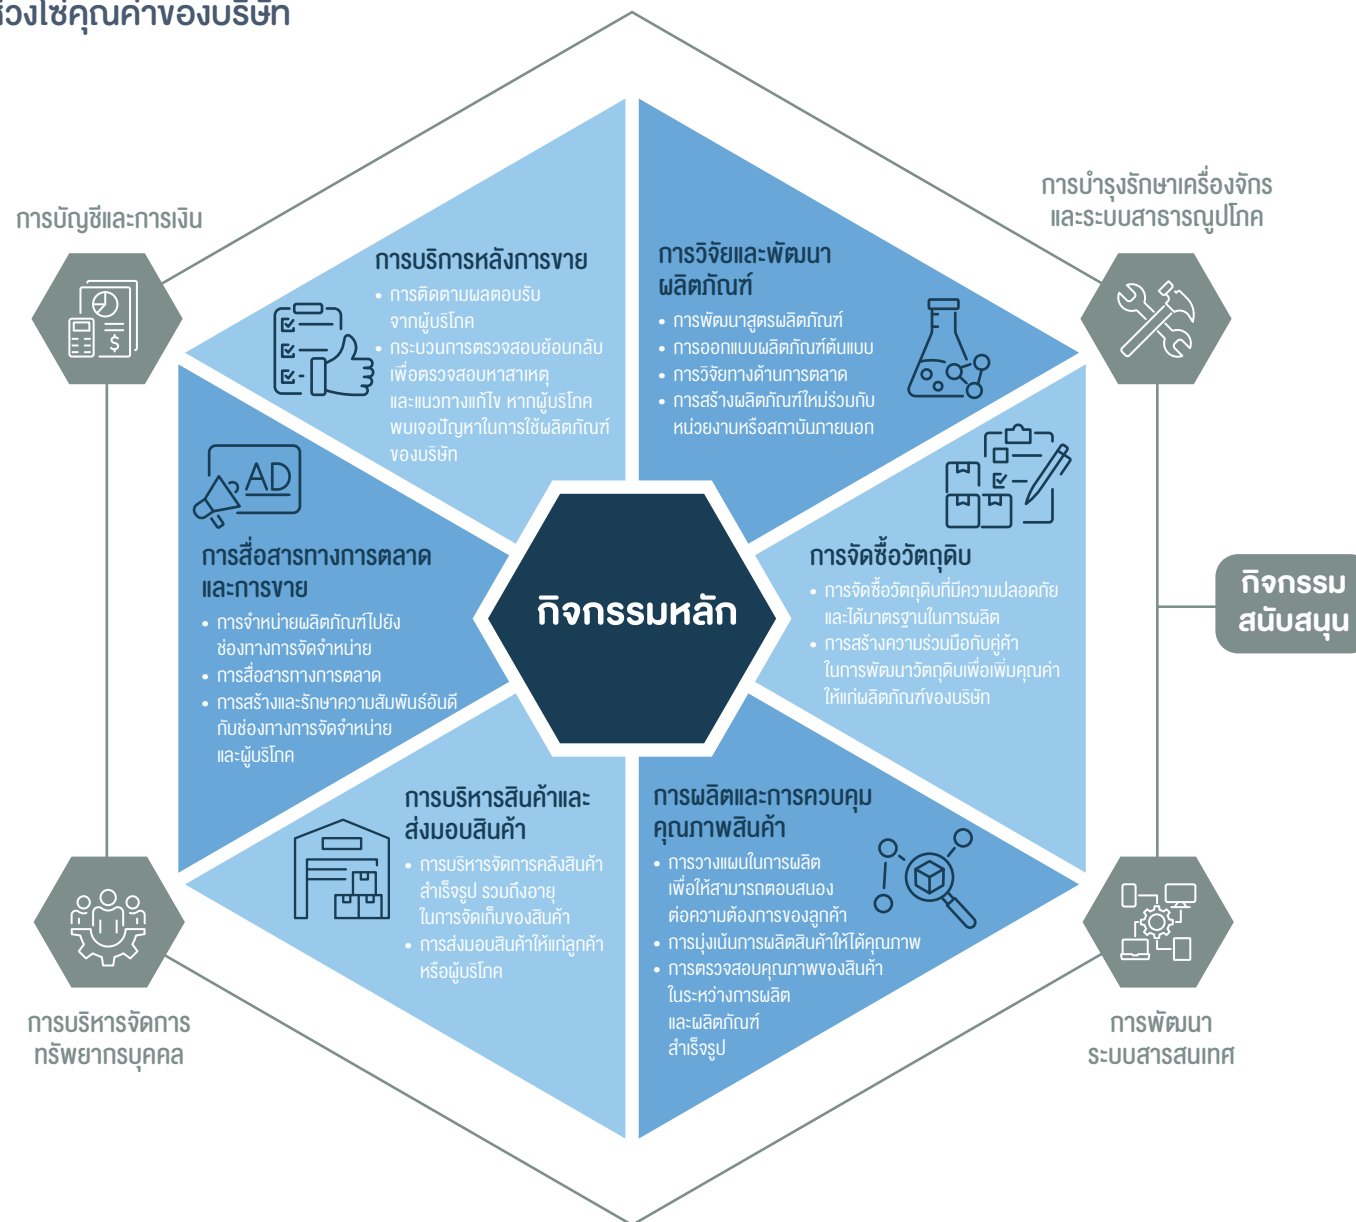 ห่วงโซ่คุณค่าของบริษัท
การบัญชีและการเงิน
การบำรุงรักษาเครื่องจักร
และระบบสาธารณูปโภค
การบริการหลังการขาย
• การติดตามผลตอบรับ
จากผู้บริโภค
• กระบวนการตรวจสอบย้อนกลับ
เพื่อตรวจสอบหาสาเหตุ
และแนวทางแก้ไข หากผู้บริโภค
พบเจอปัญหาในการใช้ผลิตภัณฑ์
ของบริษัท
การวิจัยและพัฒนา
ผลิตภัณฑ์
• การพัฒนาสูตรผลิตภัณฑ์
• การออกแบบผลิตภัณฑ์ต้นแบบ
• การวิจัยทางด้านการตลาด
• การสร้างผลิตภัณฑ์ใหม่ร่วมกับ
หน่วยงานหรือสถาบันภายนอก
AD
การสื่อสารทางการตลาด
และการขาย
• การจำหน่ายผลิตภัณฑ์ไปยัง
ช่องทางการจัดจำหน่าย
• การสื่อสารทางการตลาด
• การสร้างและรักษาความสัมพันธ์อันดี
กับช่องทางการจัดจำหน่าย
และผู้บริโภค
กิจกรรมหลัก
การจัดซื้อวัตถุดิบ
• การจัดซื้อวัตถุดิบที่มีความปลอดภัย
และได้มาตรฐานในการผลิต
• การสร้างความร่วมมือกับคู่ค้า
ในการพัฒนาวัตถุดิบเพื่อเพิ่มคุณค่า
ให้แก่ผลิตภัณฑ์ของบริษัท
กิจกรรม
สนับสนุน
การบริหารสินค้าและ
ส่งมอบสินค้า
• การบริหารจัดการคลังสินค้า
สำเร็จรูป รวมถึงอายุ
ในการจัดเก็บของสินค้า
• การส่งมอบสินค้าให้แก่ลูกค้า
หรือผู้บริโภค
การผลิตและการควบคุม
คุณภาพสินค้า
• การวางแผนในการผลิต
เพื่อให้สามารถตอบสนอง
ต่อความต้องการของลูกค้า
• การมุ่งเน้นการผลิตสินค้าให้ได้คุณภาพ
• การตรวจสอบคุณภาพของสินค้า
ในระหว่างการผลิต
และผลิตภัณฑ์
สำเร็จรูป
การบริหารจัดการ
ทรัพยากรบุคคล
การพัฒนา
ระบบสารสนเทศ